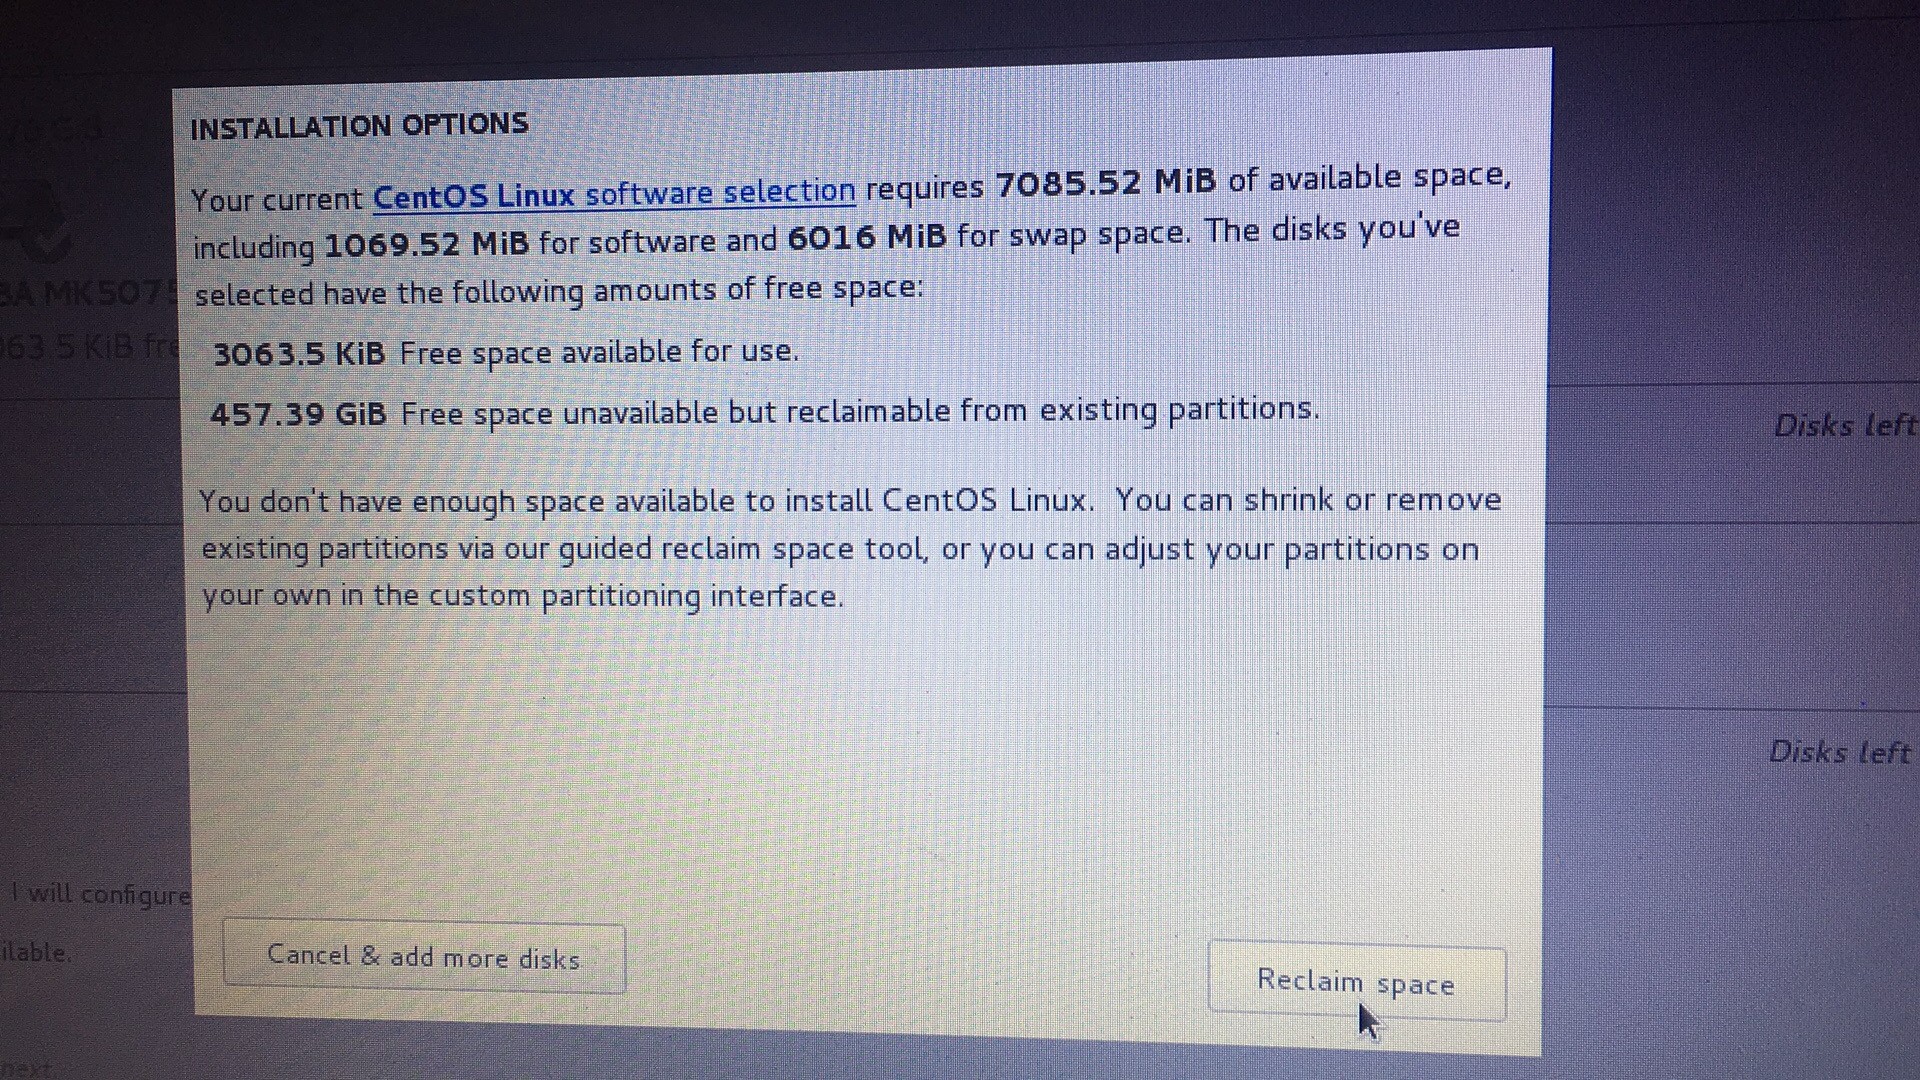 INSTALLATION OPTIONS
Your current CentOS Linux software selection requires 7085.52 MiB of available space,
including 1069.52 MiB for software and 6016 MiB for swap space. The disks you've
selected have the following amounts of free space:
3063.5 KiB Free space available for use.
457.39 GiB Free space unavailable but reclaimable from existing partitions.
You don't have enough space available to install CentOS Linux. You can shrink or remove
existing partitions via our guided reclaim space tool, or you can adjust your partitions on
your own in the custom partitioning interface.
Cancel & add more disks
Reclaim space
BA MK507
063.5 KiB fre
Disks left
Disks left
I will configure
ilable.
next.